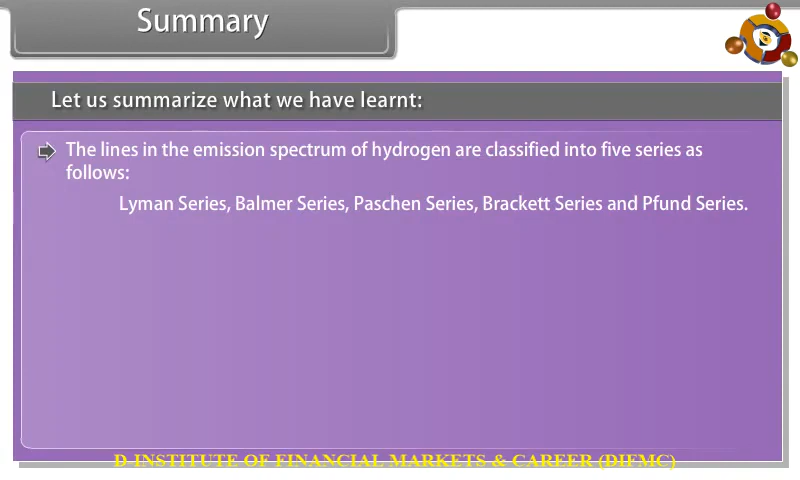 Summary
Let us summarize what we have learnt:
The lines in the emission spectrum of hydrogen are classified into five series as
follows:
Lyman Series, Balmer Series, Paschen Series, Brackett Series and Pfund Series.
D-INSTITUTE OF FINANCIAL MARKETS & CAREER (DIFMC)